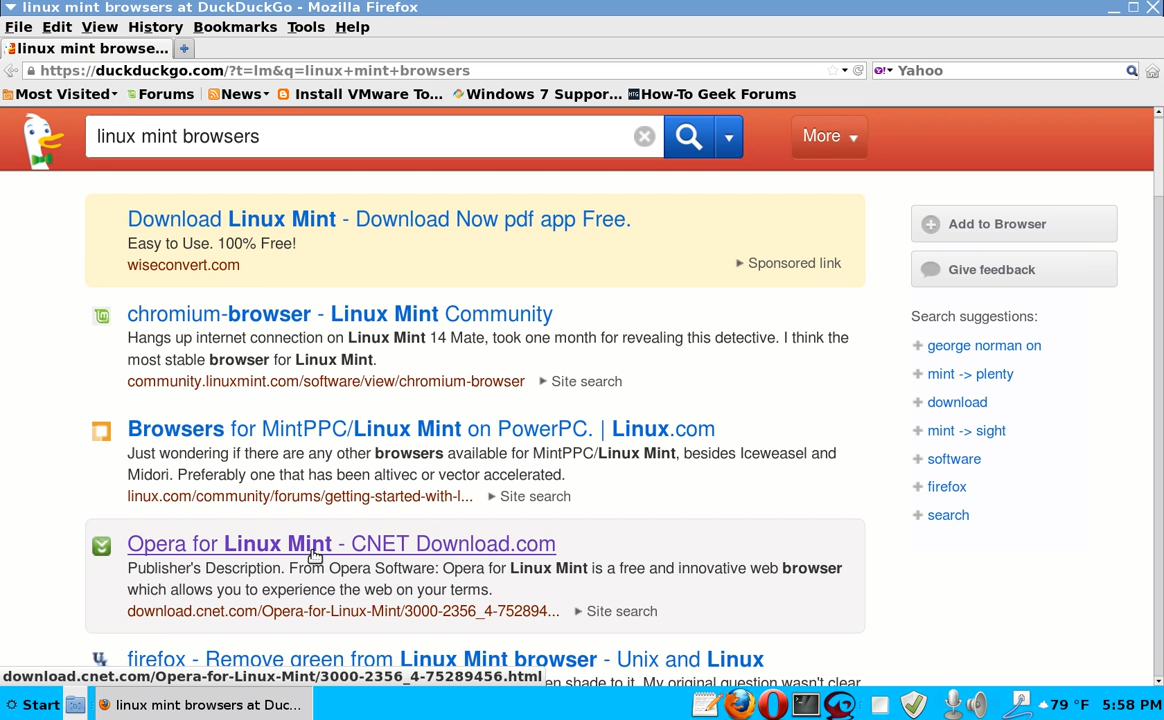 linux mint browsers at DuckDuckGo - Mozilla Firefox
File Edit View History Bookmarks Tools Help
linux mint browse...
https://duckduckgo.com/?t=lm&q=linux+mint+browsers
Yahoo
Most Visited Forums News Install VMware To... Windows 7 Suppor... HTG How-To Geek Forums
linux mint browsers
More
Download Linux Mint - Download Now pdf app Free.
Easy to Use. 100% Free!
wiseconvert.com
Sponsored link
chromium-browser - Linux Mint Community
Hangs up internet connection on Linux Mint 14 Mate, took one month for revealing this detective. I think the
most stable browser for Linux Mint.
community.linuxmint.com/software/view/chromium-browser Site search
Browsers for MintPPC/Linux Mint on PowerPC. | Linux.com
Just wondering if there are any other browsers available for MintPPC/Linux Mint, besides Iceweasel and
Midori. Preferably one that has been altivec or vector accelerated.
linux.com/community/forums/getting-started-with-l... Site search
Opera for Linux Mint - CNET Download.com
Publisher's Description. From Opera Software: Opera for Linux Mint is a free and innovative web browser
which allows you to experience the web on your terms.
download.cnet.com/Opera-for-Linux-Mint/3000-2356_4-752894... Site search
firefox - Remove green from Linux Mint browser - Unix and Linux
en shade to it. My original question wasn't clear
Add to Browser
Give feedback
Search suggestions:
george norman on
mint -> plenty
download
mint -> sight
software
firefox
search
download.cnet.com/Opera-for-Linux-Mint/3000-2356_4-75289456.html
Start linux mint browsers at Duc... 79 °F 5:58 PM